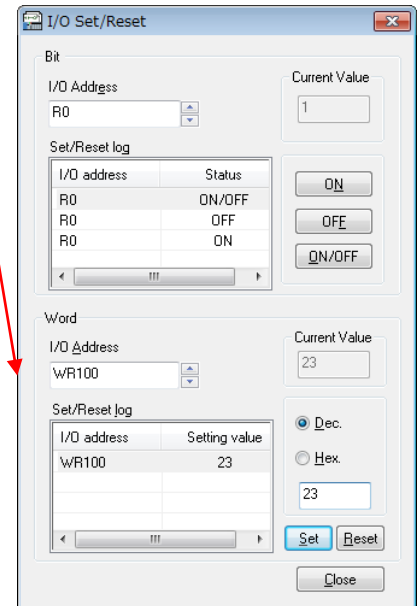 I/O Set/Reset
Bit
I/O Address
Current Value
R0
1
Set/Reset log
I/O address Status
R0 ON/OFF
R0 OFF
R0 ON
ON
OFF
ON/OFF
Word
I/O Address
Current Value
WR100
23
Set/Reset log
I/O address Setting value
WR100 23
Dec.
Hex.
23
Set Reset
Close